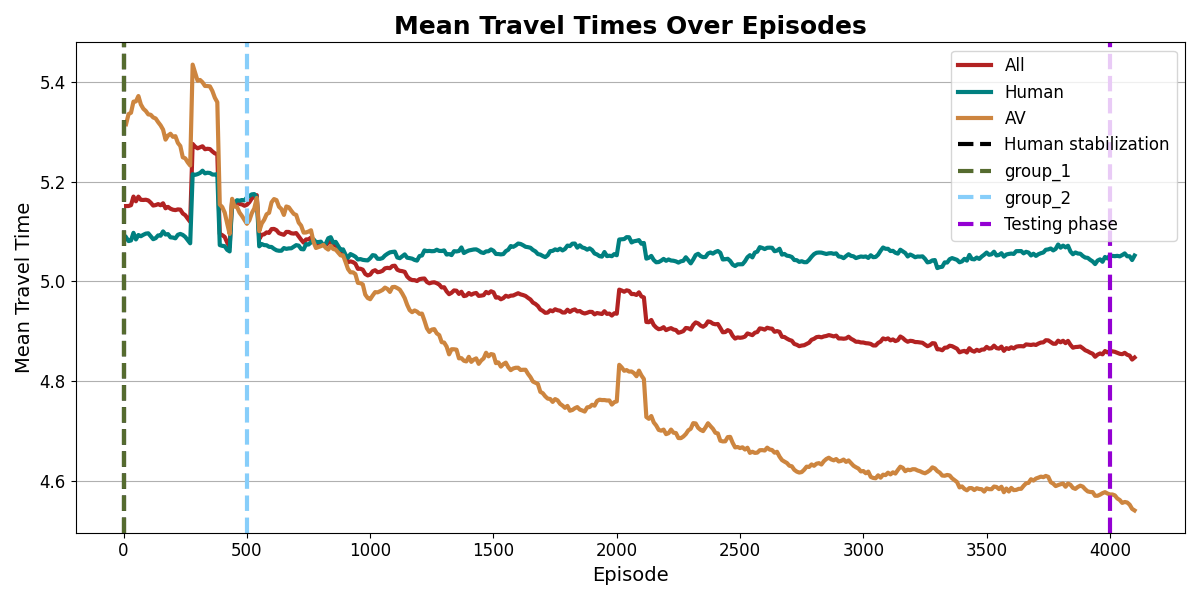 Mean Travel Times Over Episodes
Mean Travel Time
5.4
5.2
5.0
4.8
4.6
All
Human
AV
Human stabilization
group_1
group_2
Testing phase
0 500 1000 1500 2000 2500 3000 3500 4000
Episode